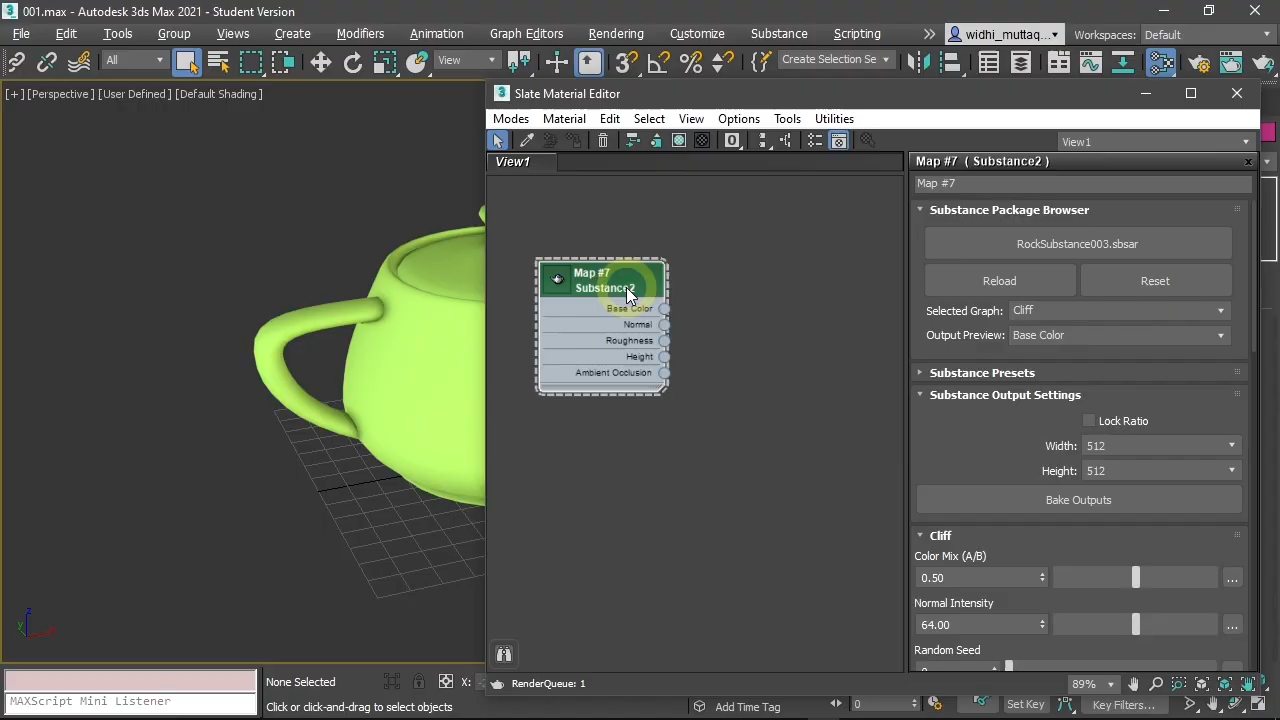 001.max - Autodesk 3ds Max 2021 - Student Version
File Edit Tools Group Views Create Modifiers Animation Graph Editors Rendering Customize Substance Scripting widhi_muttaq... Workspaces: Default
All View Create Selection Se
[+] [Perspective] [User Defined] [Default Shading]
Slate Material Editor
Modes Material Edit Select View Options Tools Utilities
View1
View1
Map #7 ( Substance2 )
Map #7
Substance Package Browser
RockSubstance003.sbsar
Reload Reset
Selected Graph: Cliff
Output Preview: Base Color
Substance Presets
Substance Output Settings
Lock Ratio
Width: 512
Height: 512
Bake Outputs
Cliff
Color Mix (A/B)
0.50 ...
Normal Intensity
64.00 ...
Random Seed
Map #7
Substance2
Base Color
Normal
Roughness
Height
Ambient Occlusion
z
y
RenderQueue: 1
89%
None Selected X:
MAXScript Mini Listener
Click or click-and-drag to select objects
Add Time Tag
0
Set Key Key Filters...